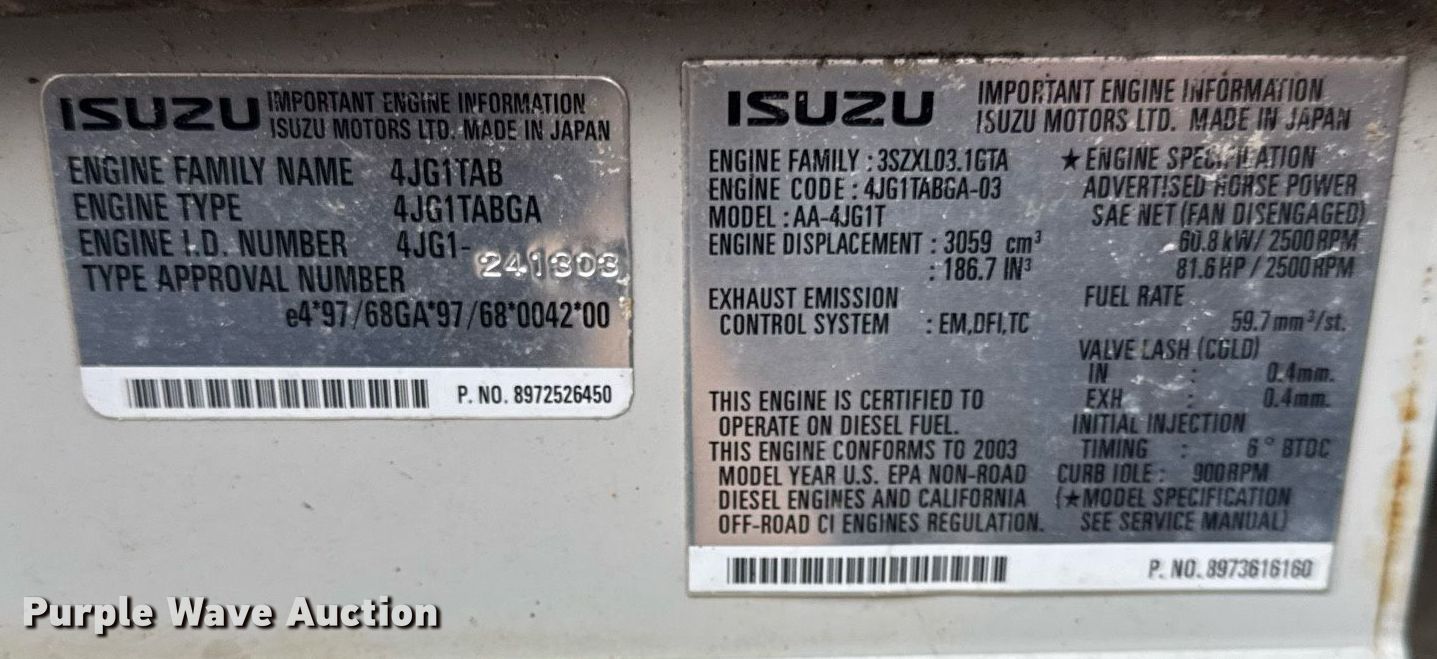 ISUZU IMPORTANT ENGINE INFORMATION
ISUZU MOTORS LTD. MADE IN JAPAN
ENGINE FAMILY NAME 4JG1TAB
ENGINE TYPE 4JG1TABGA
ENGINE I.D. NUMBER 4JG1-241303
TYPE APPROVAL NUMBER
e4*97/68GA*97/68*0042*00
P. NO. 8972526450
ISUZU IMPORTANT ENGINE INFORMATION
ISUZU MOTORS LTD. MADE IN JAPAN
ENGINE FAMILY : 3SZXL03.1GTA
ENGINE CODE : 4JG1TABGA-03
MODEL : AA-4JG1T
ENGINE DISPLACEMENT : 3059 cm³
: 186.7 IN³
EXHAUST EMISSION
CONTROL SYSTEM : EM,DFI,TC
THIS ENGINE IS CERTIFIED TO
OPERATE ON DIESEL FUEL.
THIS ENGINE CONFORMS TO 2003
MODEL YEAR U.S. EPA NON-ROAD
DIESEL ENGINES AND CALIFORNIA
OFF-ROAD CI ENGINES REGULATION.
★ENGINE SPECIFICATION
ADVERTISED HORSE POWER
SAE NET (FAN DISENGAGED)
60.8 kW / 2500 RPM
81.6 HP / 2500 RPM
FUEL RATE
59.7 mm³/st.
VALVE LASH (COLD)
IN : 0.4mm.
EXH : 0.4mm.
INITIAL INJECTION
TIMING : 6° BTDC
CURB IDLE : 900RPM
(★MODEL SPECIFICATION
SEE SERVICE MANUAL)
P. NO. 8973616160
Purple Wave Auction